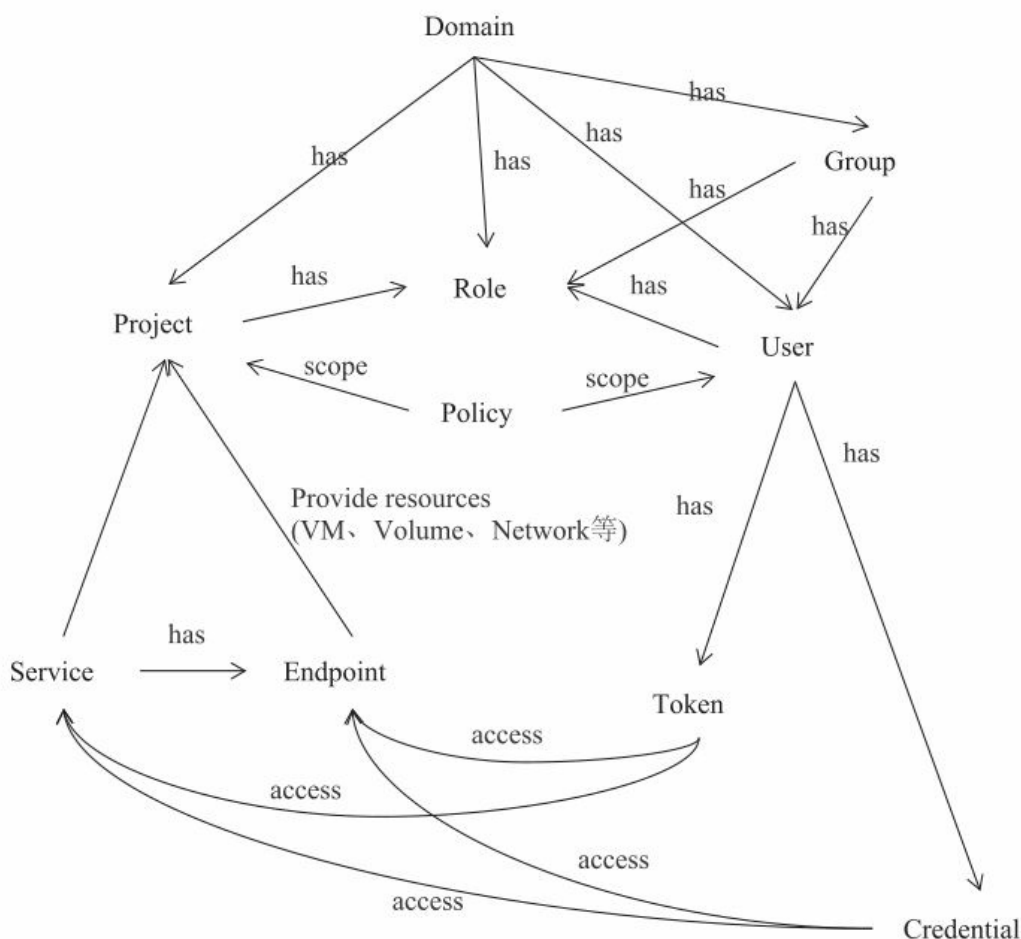 Domain
has
has
has
has
Group
has
has
has
Role
has
Project
User
scope
scope
Policy
has
Provide resources
has
(VM、Volume、Network等)
has
Service
Endpoint
Token
access
access
access
access
Credential